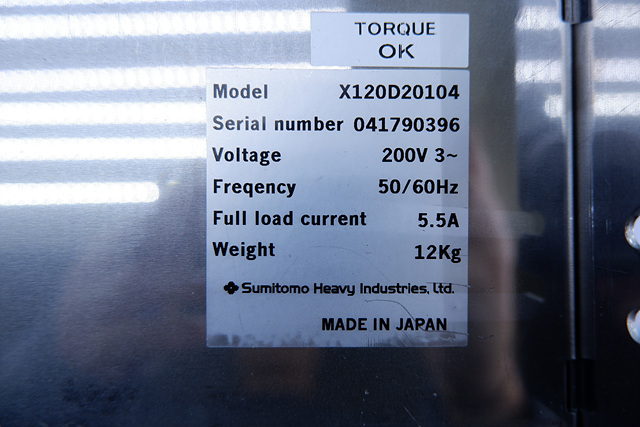 TORQUE
OK
Model X120D20104
Serial number 041790396
Voltage 200V 3~
Freqency 50/60Hz
Full load current 5.5A
Weight 12Kg
Sumitomo Heavy Industries, Ltd.
MADE IN JAPAN